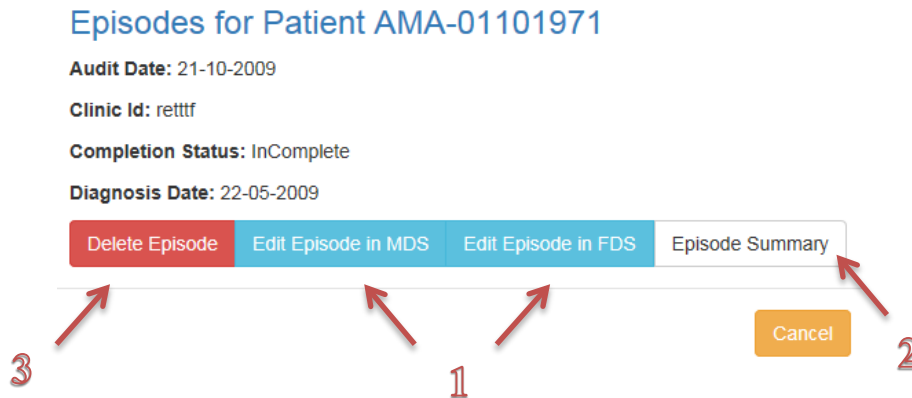 Episodes for Patient AMA-01101971
Audit Date: 21-10-2009
Clinic Id: retttf
Completion Status: InComplete
Diagnosis Date: 22-05-2009
Delete Episode Edit Episode in MDS Edit Episode in FDS Episode Summary
Cancel
3 1 2